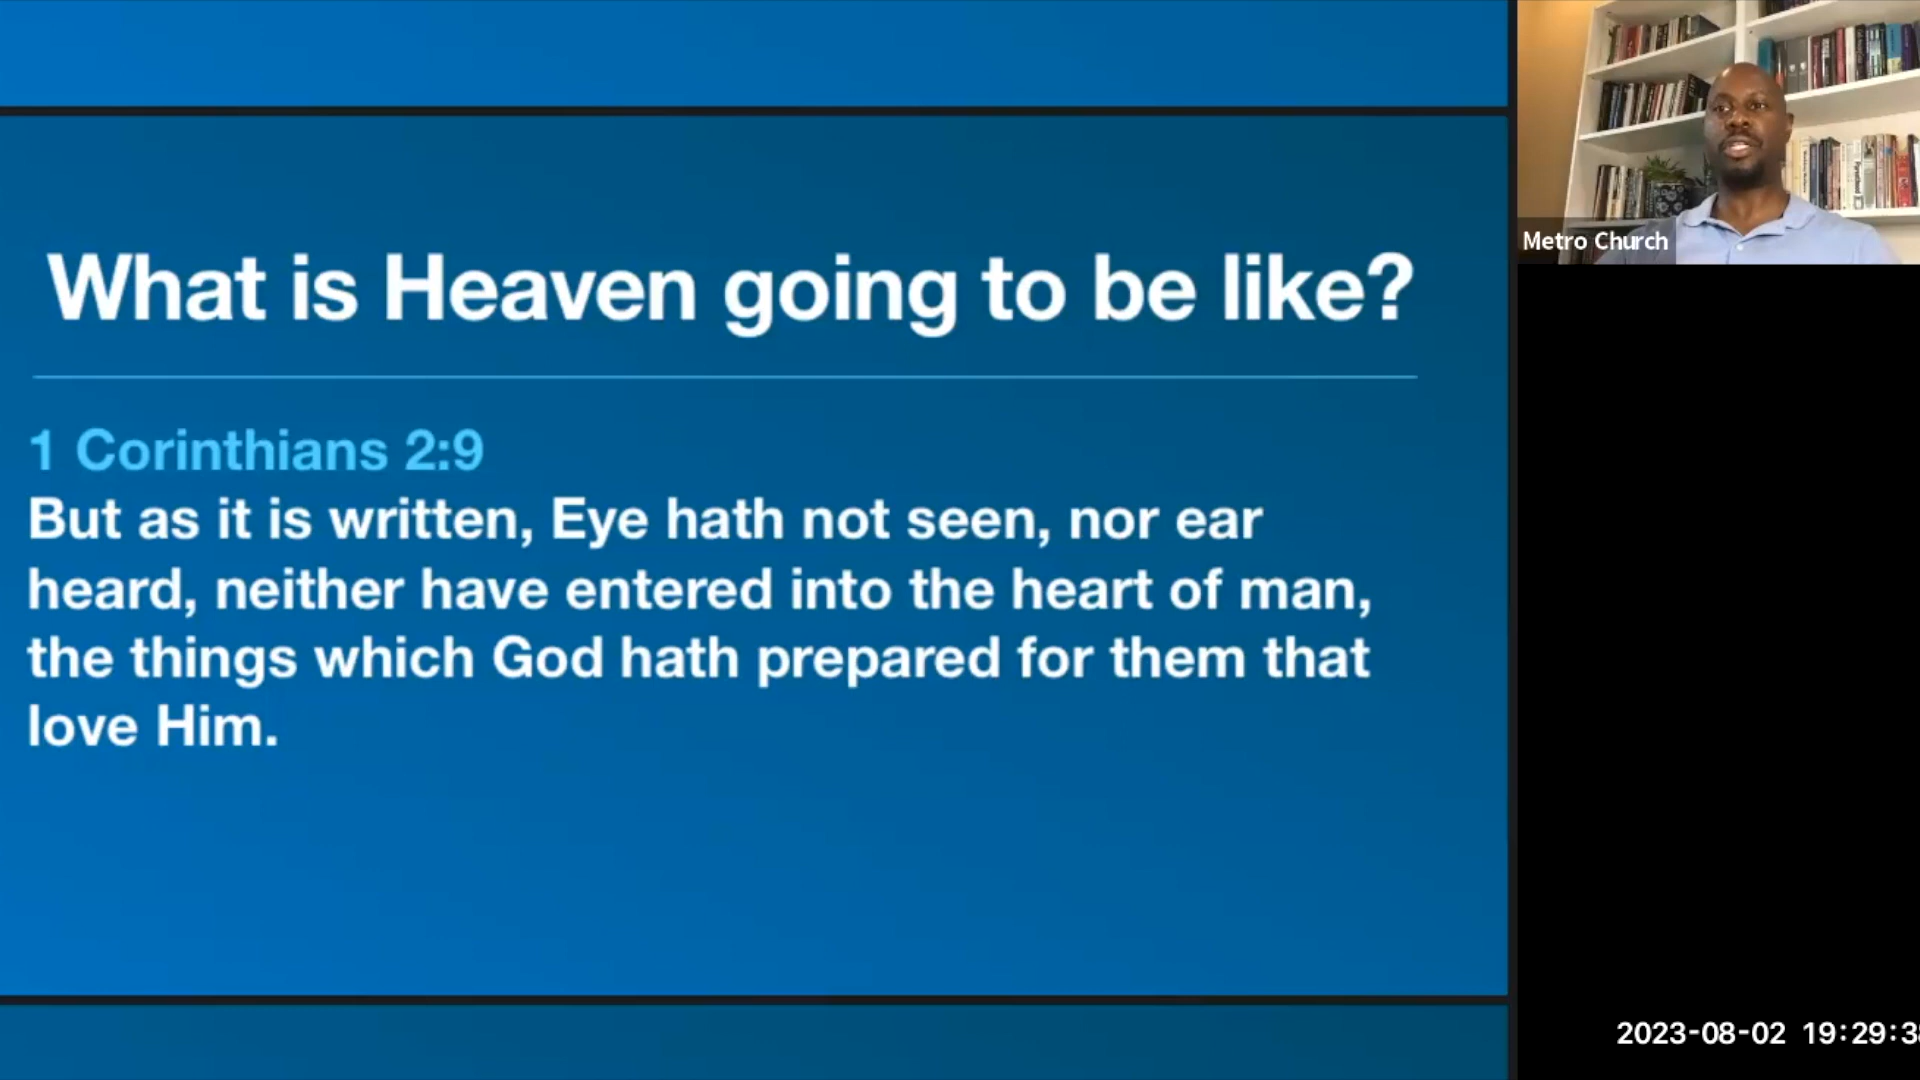 What is Heaven going to be like?
1 Corinthians 2:9
But as it is written, Eye hath not seen, nor ear
heard, neither have entered into the heart of man,
the things which God hath prepared for them that
love Him.
Metro Church
2023-08-02 19:29:3